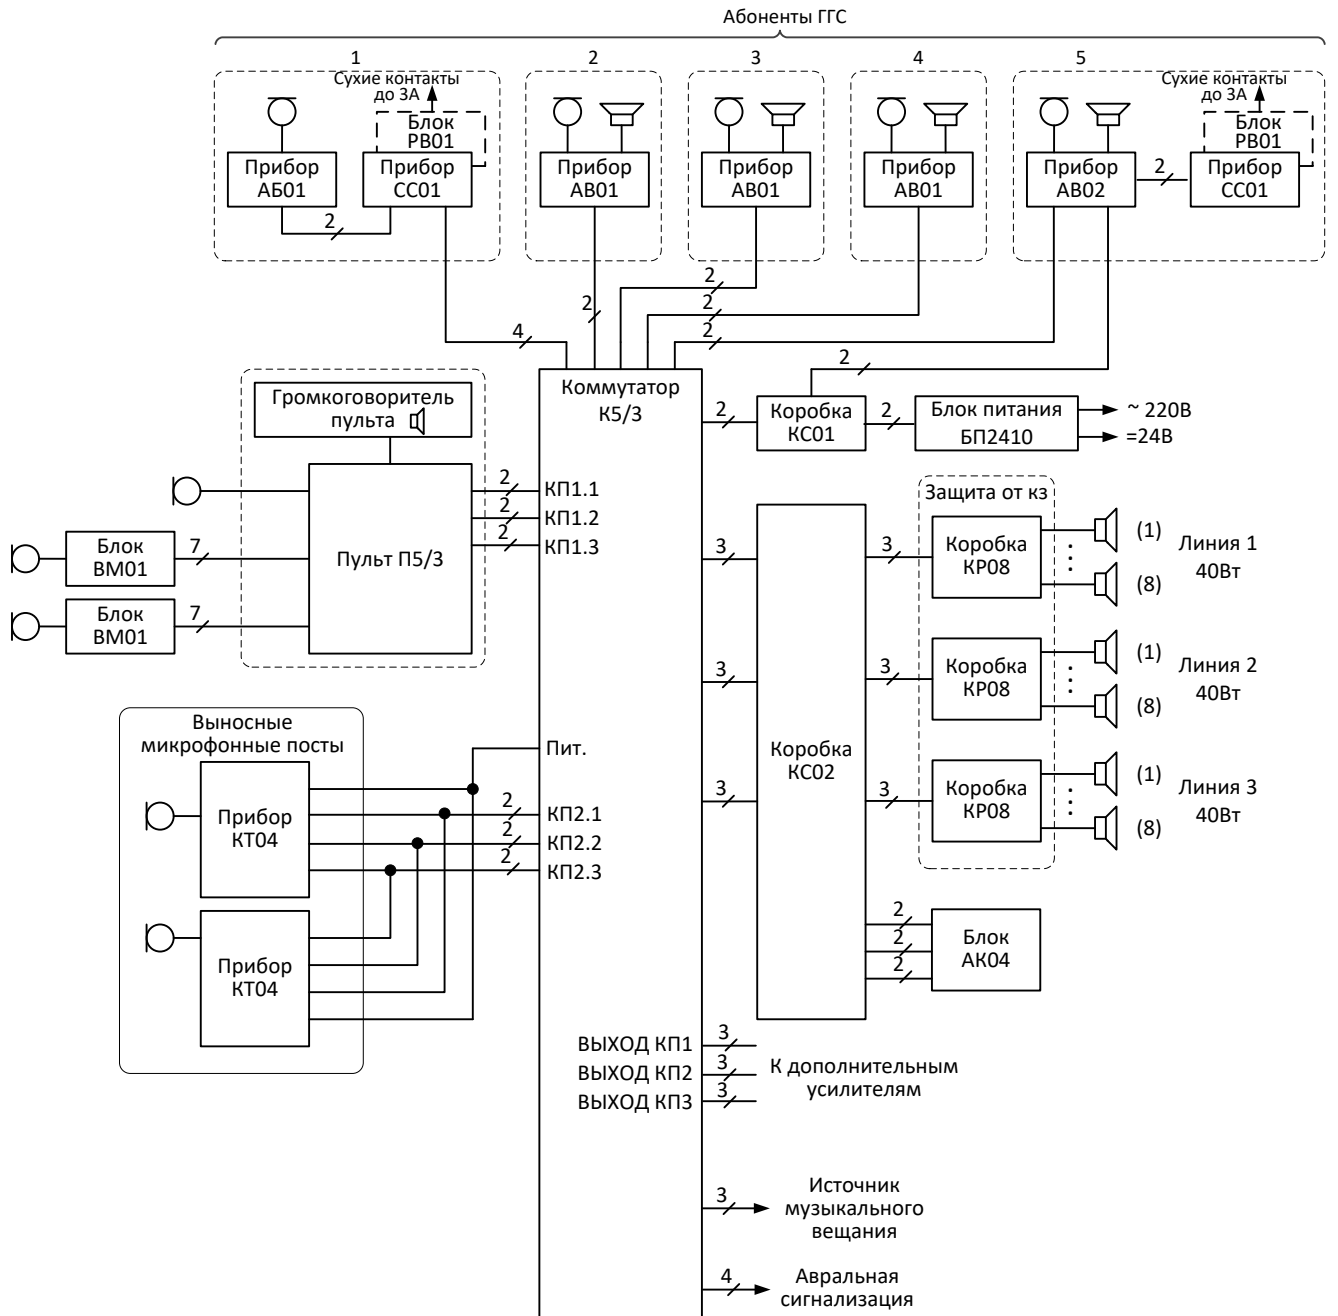 Абоненты ГГС
1
2
3
4
5
Сухие контакты
до 3А
Блок
РВ01
Прибор
АБ01
Прибор
СС01
2
Прибор
АВ01
Прибор
АВ01
Прибор
АВ01
Прибор
АВ02
2
Сухие контакты
до 3А
Блок
РВ01
Прибор
СС01
4
2
2
2
2
2
Громкоговоритель
пульта
Пульт П5/3
Блок
ВМ01
7
Блок
ВМ01
7
2
2
2
Коммутатор
К5/3
КП1.1
КП1.2
КП1.3
2
Коробка
КС01
2
Блок питания
БП2410
~ 220В
=24В
Защита от кз
3
Коробка
КС02
3
Коробка
КР08
(1)
(8)
Линия 1
40Вт
3
3
Коробка
КР08
(1)
(8)
Линия 2
40Вт
3
3
Коробка
КР08
(1)
(8)
Линия 3
40Вт
Выносные
микрофонные посты
Прибор
КТ04
Прибор
КТ04
2
2
2
Пит.
КП2.1
КП2.2
КП2.3
2
2
2
Блок
АК04
ВЫХОД КП1
ВЫХОД КП2
ВЫХОД КП3
3
3
3
К дополнительным
усилителям
3
Источник
музыкального
вещания
4
Авральная
сигнализация